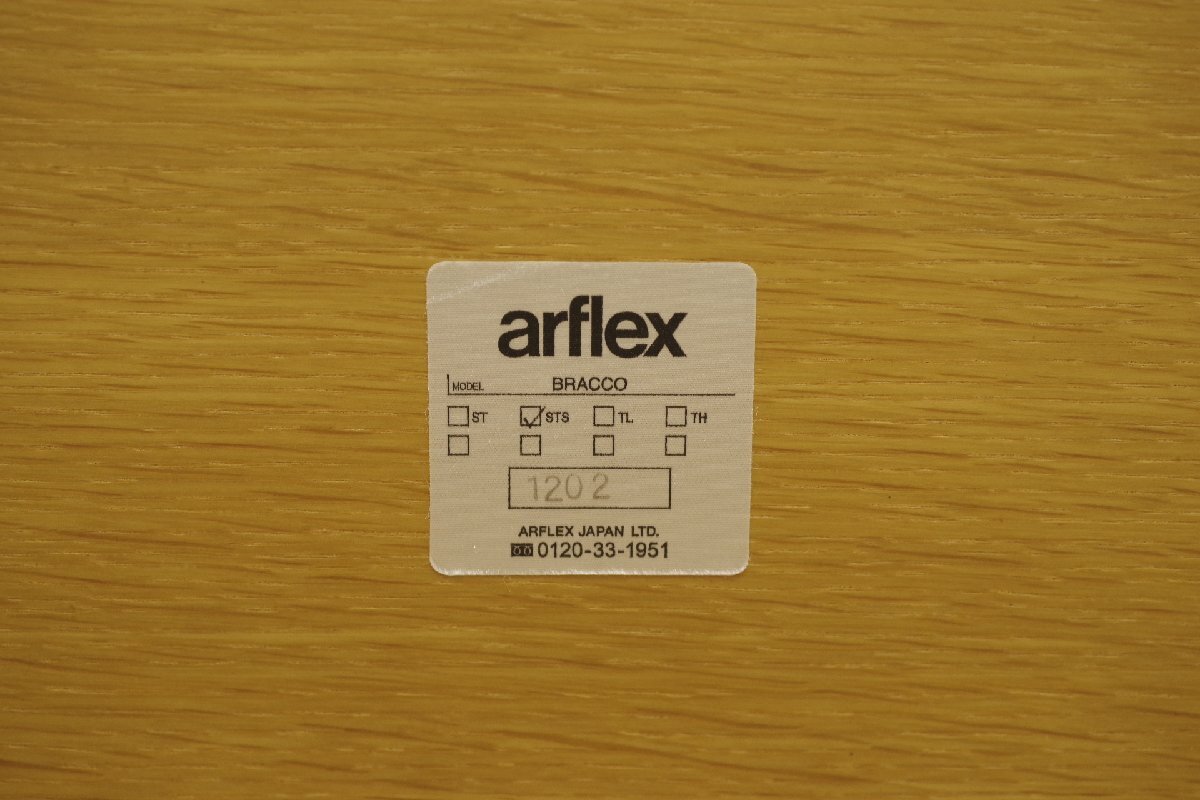 arflex
MODEL BRACCO
ST STS TL TH
1202
ARFLEX JAPAN LTD.
0120-33-1951